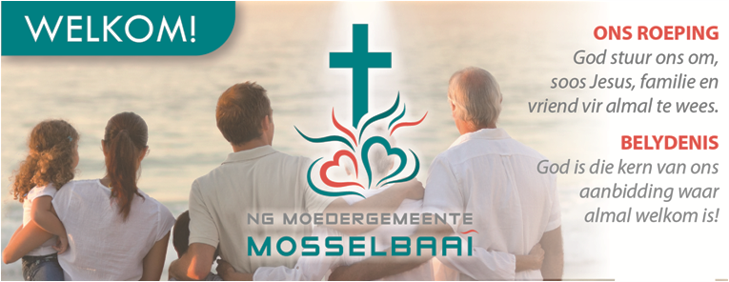 WELKOM!
ONS ROEPING
God stuur ons om,
soos Jesus, familie en
vriend vir almal te wees.
BELYDENIS
God is die kern van ons
aanbidding waar
almal welkom is!
NG MOEDERGEMEENTE
MOSSELBAAI